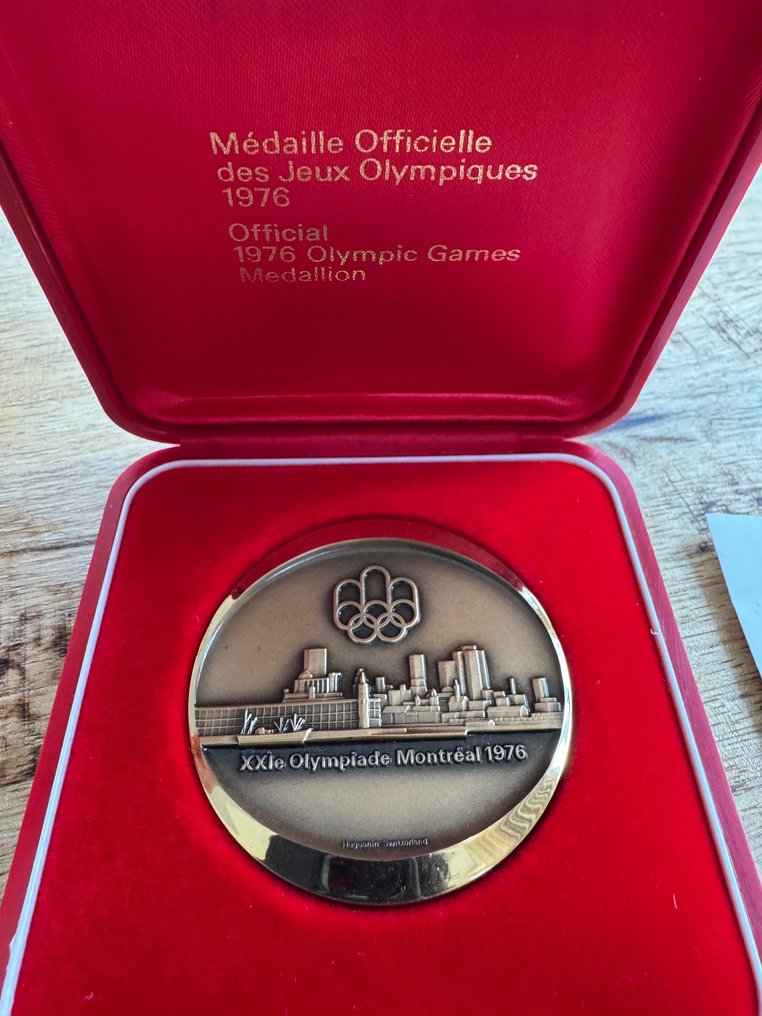 Médaille Officielle
des Jeux Olympiques
1976
Official
1976 Olympic Games
Medallion
XXIe Olympiade Montréal 1976
Huguenin Switzerland